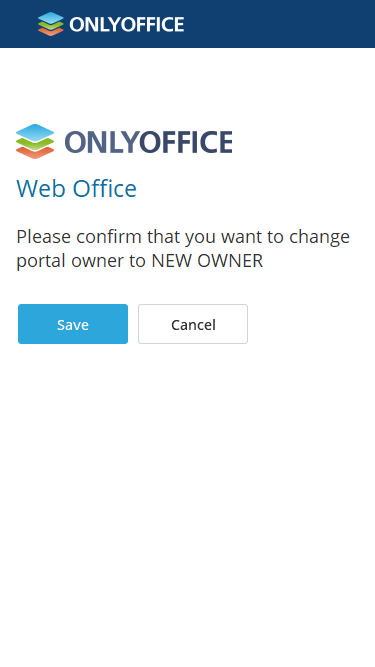 ONLYOFFICE
ONLYOFFICE
Web Office
Please confirm that you want to change
portal owner to NEW OWNER
Save Cancel